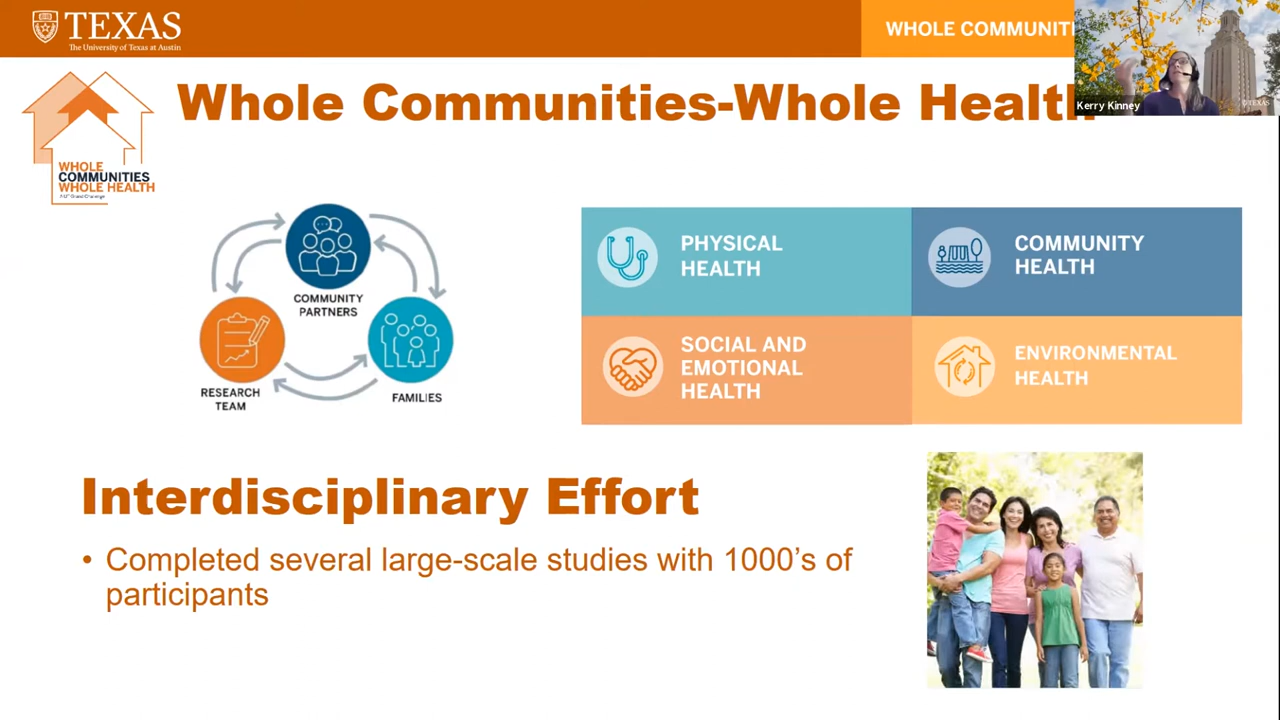 TEXAS
The University of Texas at Austin
WHOLE COMMUNITI
Kerry Kinney
TEXAS
Whole Communities-Whole Health
WHOLE
COMMUNITIES
WHOLE HEALTH
COMMUNITY
PARTNERS
RESEARCH
TEAM
FAMILIES
PHYSICAL
HEALTH
COMMUNITY
HEALTH
SOCIAL AND
EMOTIONAL
HEALTH
ENVIRONMENTAL
HEALTH
Interdisciplinary Effort
• Completed several large-scale studies with 1000’s of
participants